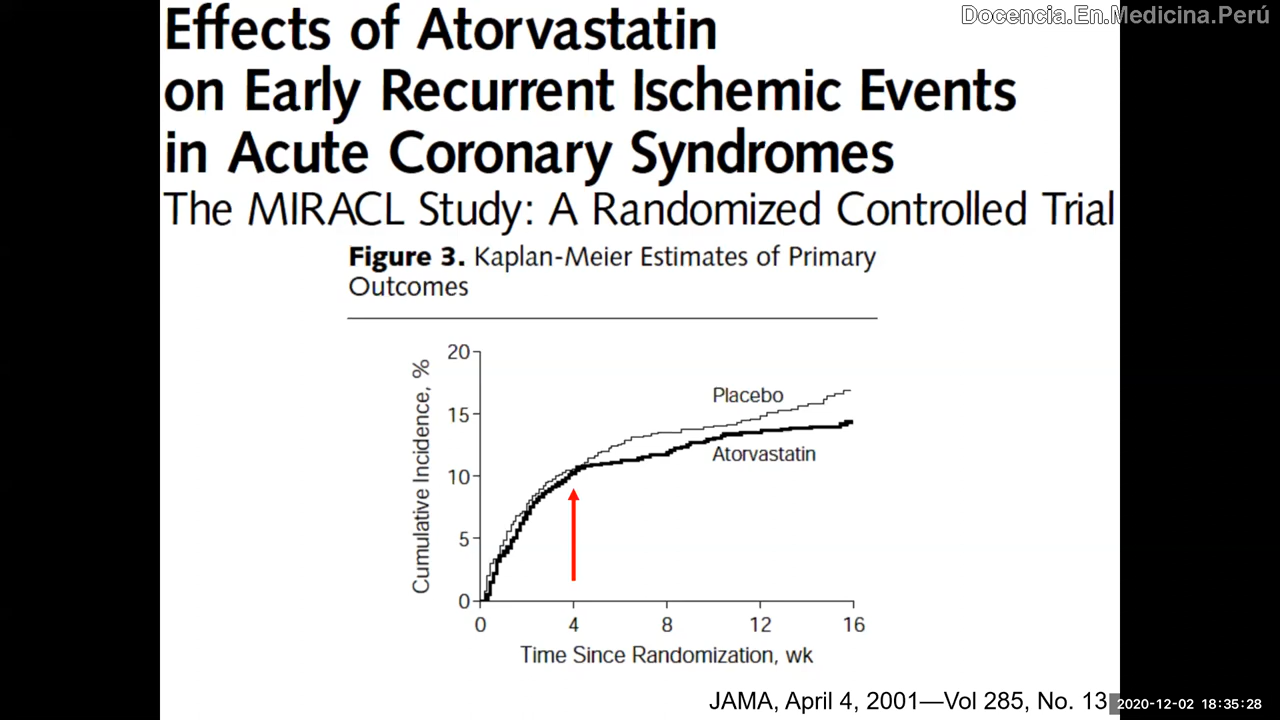 Docencia.En.Medicina.Perú
Effects of Atorvastatin
on Early Recurrent Ischemic Events
in Acute Coronary Syndromes
The MIRACL Study: A Randomized Controlled Trial
Figure 3. Kaplan-Meier Estimates of Primary
Outcomes
Cumulative Incidence, %
20
15
10
5
0
Placebo
Atorvastatin
0 4 8 12 16
Time Since Randomization, wk
JAMA, April 4, 2001—Vol 285, No. 13
2020-12-02 18:35:28